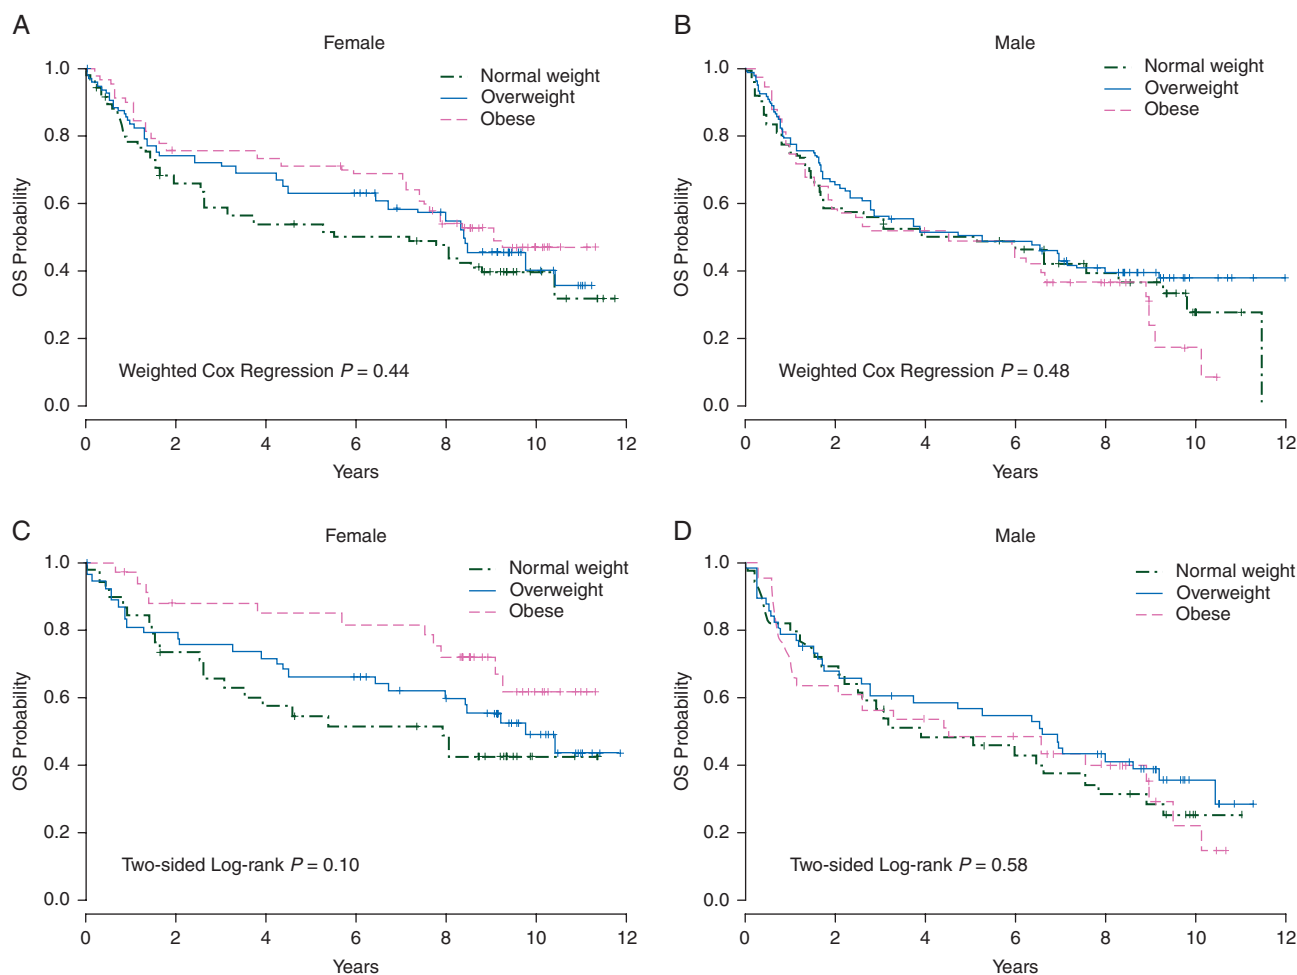 A
Female
Normal weight
Overweight
Obese
OS Probability
1.0
0.8
0.6
0.4
0.2
0.0
Weighted Cox Regression P = 0.44
0 2 4 6 8 10 12
Years
B
Male
Normal weight
Overweight
Obese
OS Probability
1.0
0.8
0.6
0.4
0.2
0.0
Weighted Cox Regression P = 0.48
0 2 4 6 8 10 12
Years
C
Female
Normal weight
Overweight
Obese
OS Probability
1.0
0.8
0.6
0.4
0.2
0.0
Two-sided Log-rank P = 0.10
0 2 4 6 8 10 12
Years
D
Male
Normal weight
Overweight
Obese
OS Probability
1.0
0.8
0.6
0.4
0.2
0.0
Two-sided Log-rank P = 0.58
0 2 4 6 8 10 12
Years